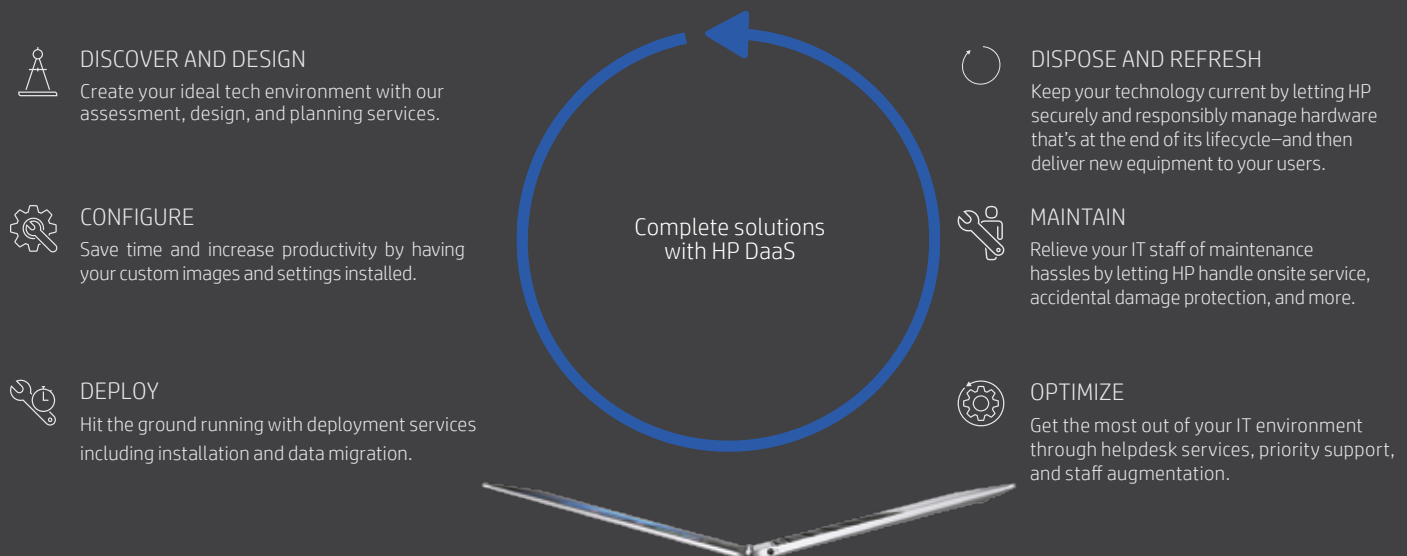 DISCOVER AND DESIGN
Create your ideal tech environment with our
assessment, design, and planning services.
CONFIGURE
Save time and increase productivity by having
your custom images and settings installed.
DEPLOY
Hit the ground running with deployment services
including installation and data migration.
Complete solutions
with HP DaaS
DISPOSE AND REFRESH
Keep your technology current by letting HP
securely and responsibly manage hardware
that's at the end of its lifecycle—and then
deliver new equipment to your users.
MAINTAIN
Relieve your IT staff of maintenance
hassles by letting HP handle onsite service,
accidental damage protection, and more.
OPTIMIZE
Get the most out of your IT environment
through helpdesk services, priority support,
and staff augmentation.